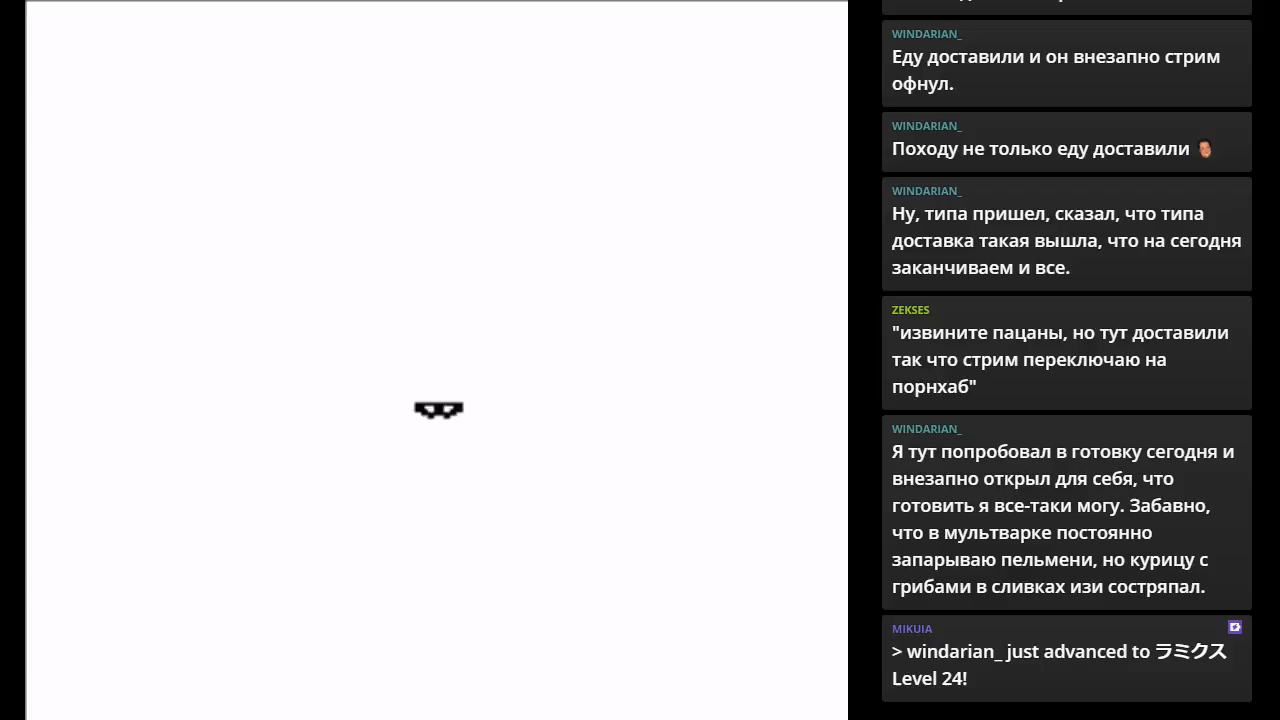 WINDARIAN_
Еду доставили и он внезапно стрим
офнул.
WINDARIAN_
Походу не только еду доставили
WINDARIAN_
Ну, типа пришел, сказал, что типа
доставка такая вышла, что на сегодня
заканчиваем и все.
ZEKSES
"извините пацаны, но тут доставили
так что стрим переключаю на
порнхаб"
WINDARIAN_
Я тут попробовал в готовку сегодня и
внезапно открыл для себя, что
готовить я все-таки могу. Забавно,
что в мультварке постоянно
запарываю пельмени, но курицу с
грибами в сливках изи состряпал.
MIKUIA
> windarian_ just advanced to ラミクス
Level 24!